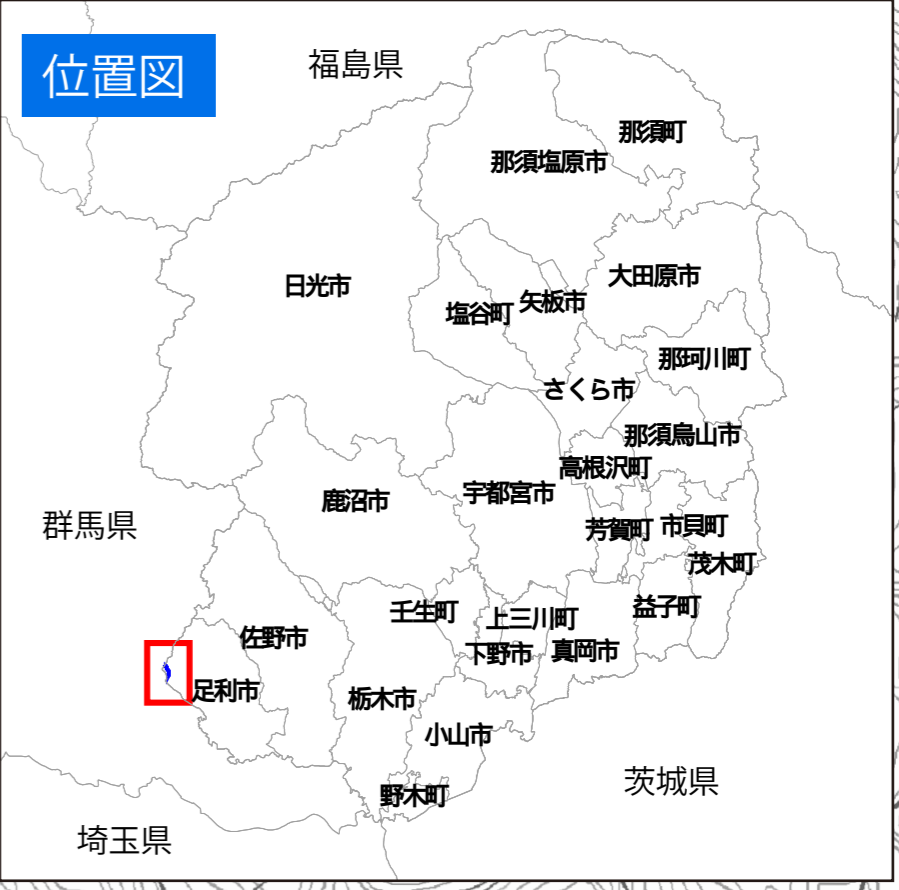 位置図
福島県
那須町
那須塩原市
大田原市
日光市
矢板市
塩谷町
那珂川町
さくら市
那須烏山市
高根沢町
宇都宮市
鹿沼市
群馬県
芳賀町
市貝町
茂木町
益子町
壬生町
上三川町
佐野市
下野市
真岡市
足利市
栃木市
小山市
茨城県
野木町
埼玉県